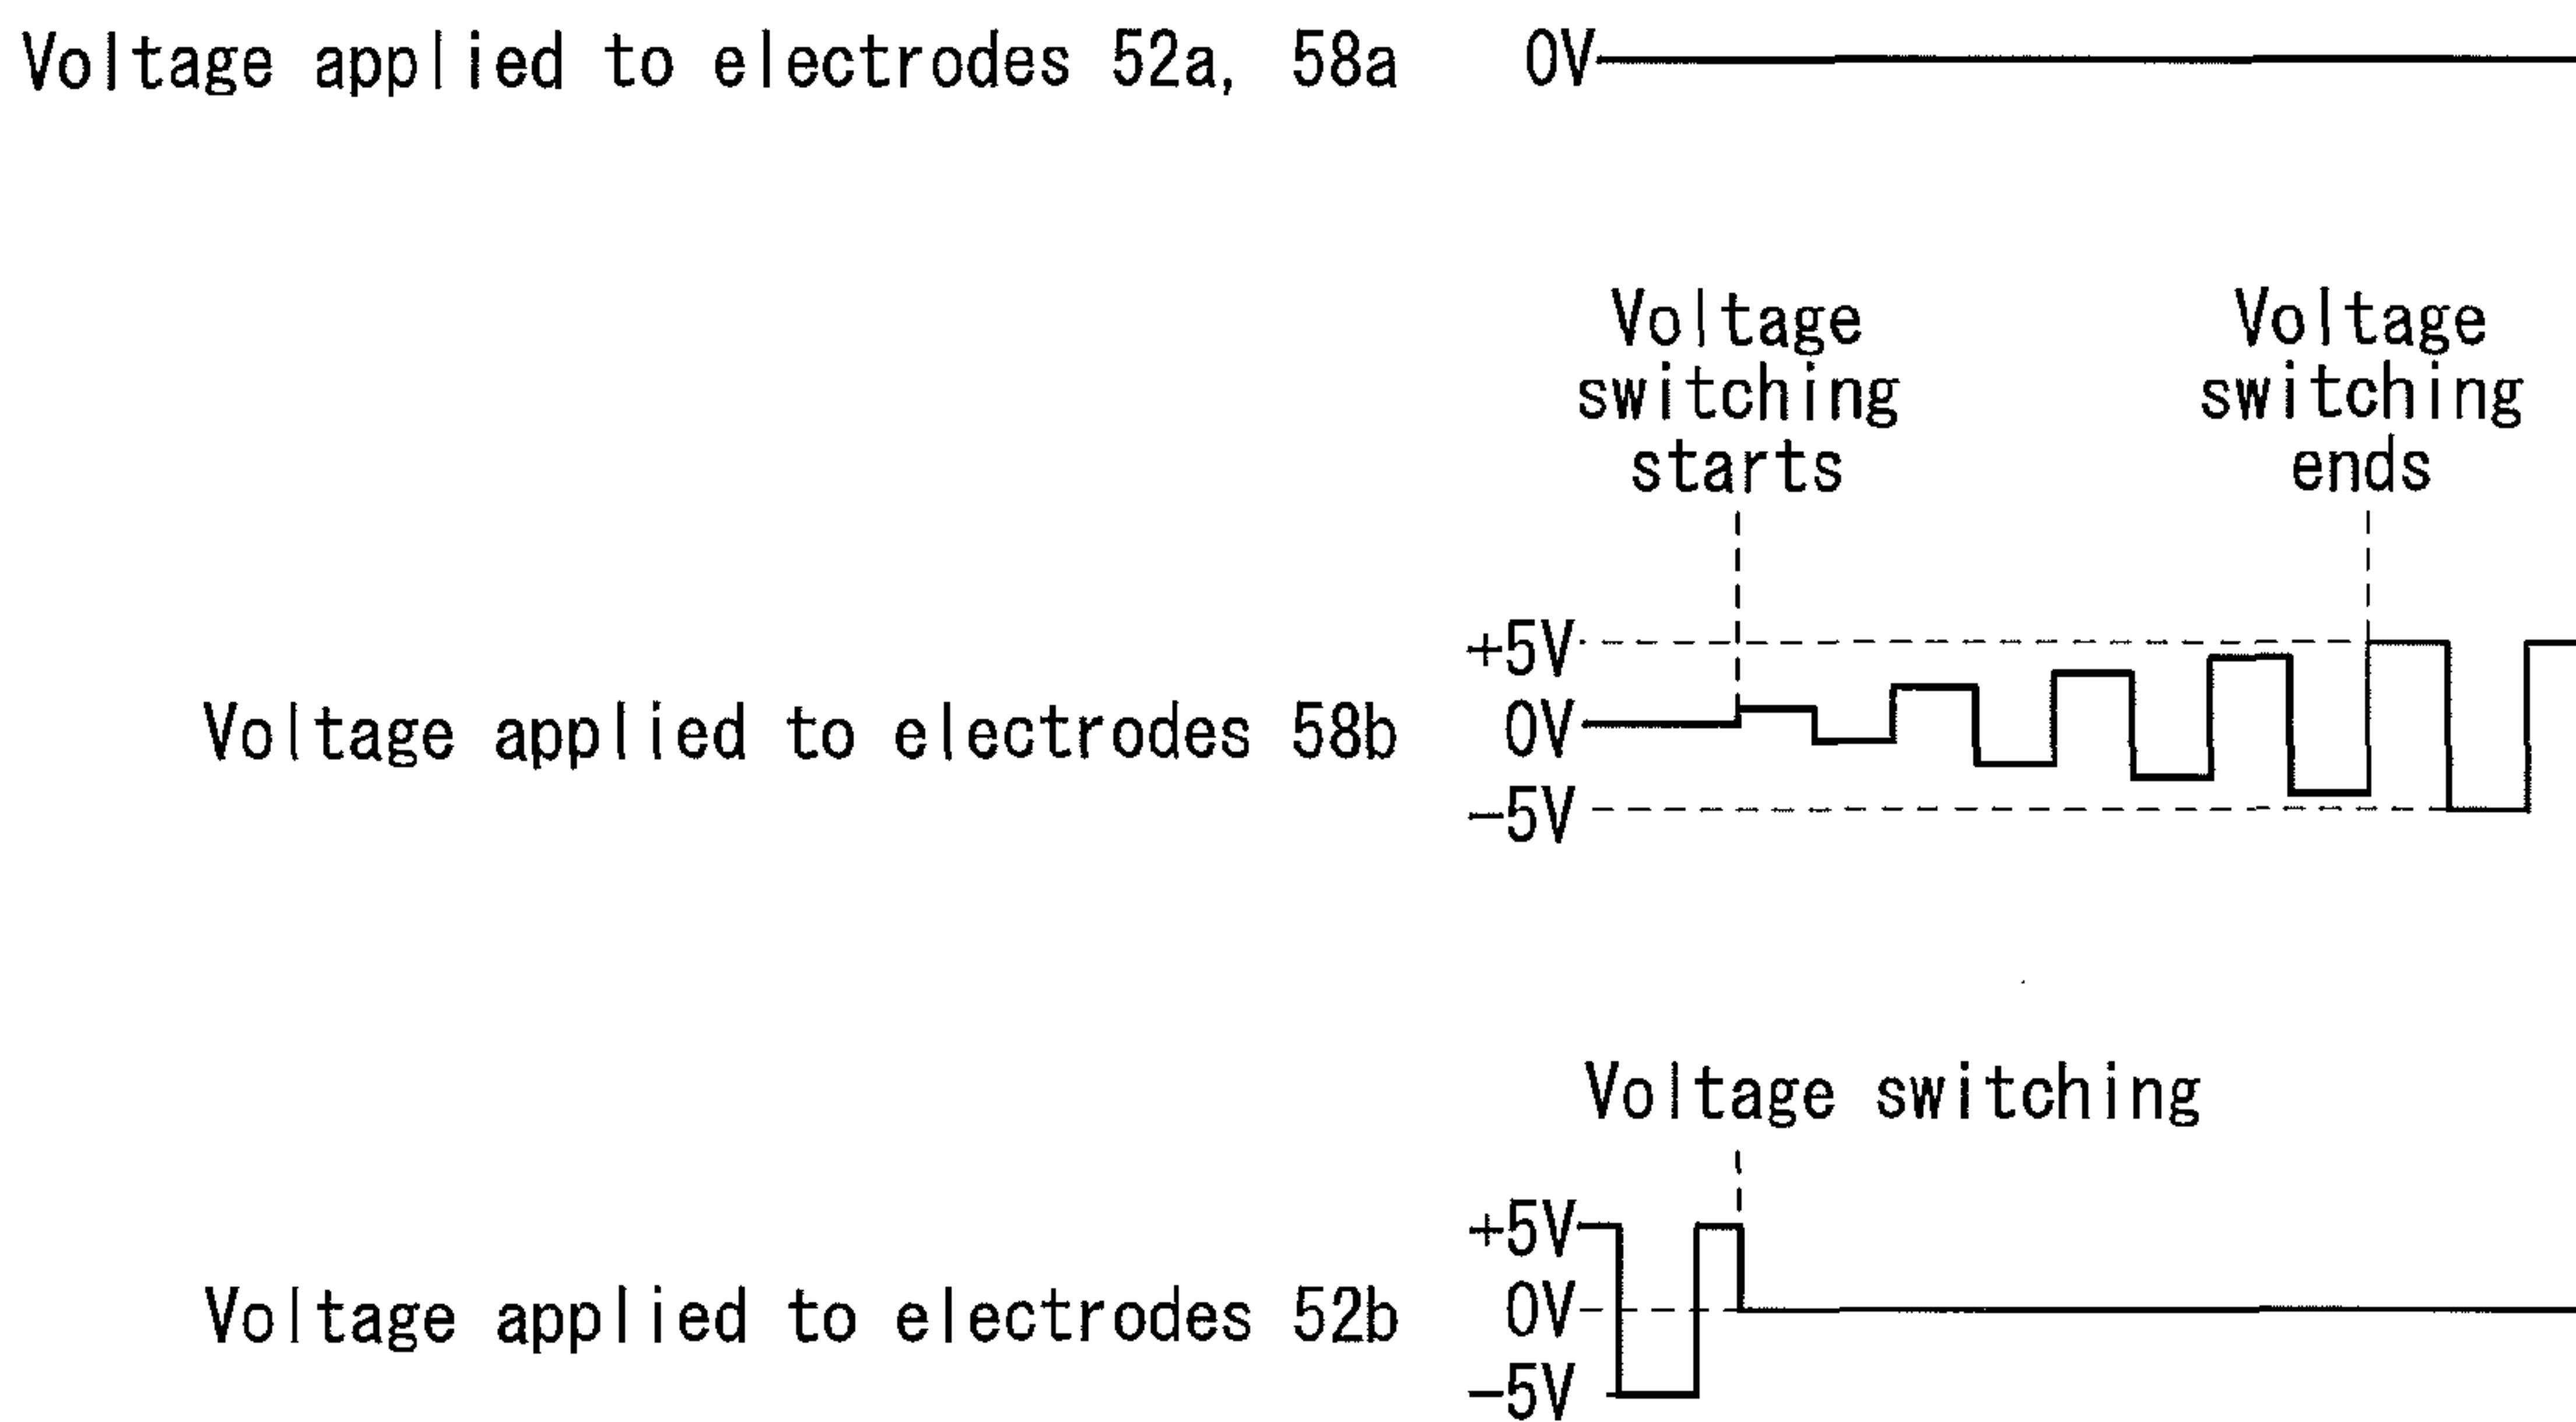 Voltage applied to electrodes 52a, 58a 0V
Voltage
switching
starts
Voltage
switching
ends
+5V
Voltage applied to electrodes 58b 0V
-5V
Voltage switching
+5V
Voltage applied to electrodes 52b 0V
-5V